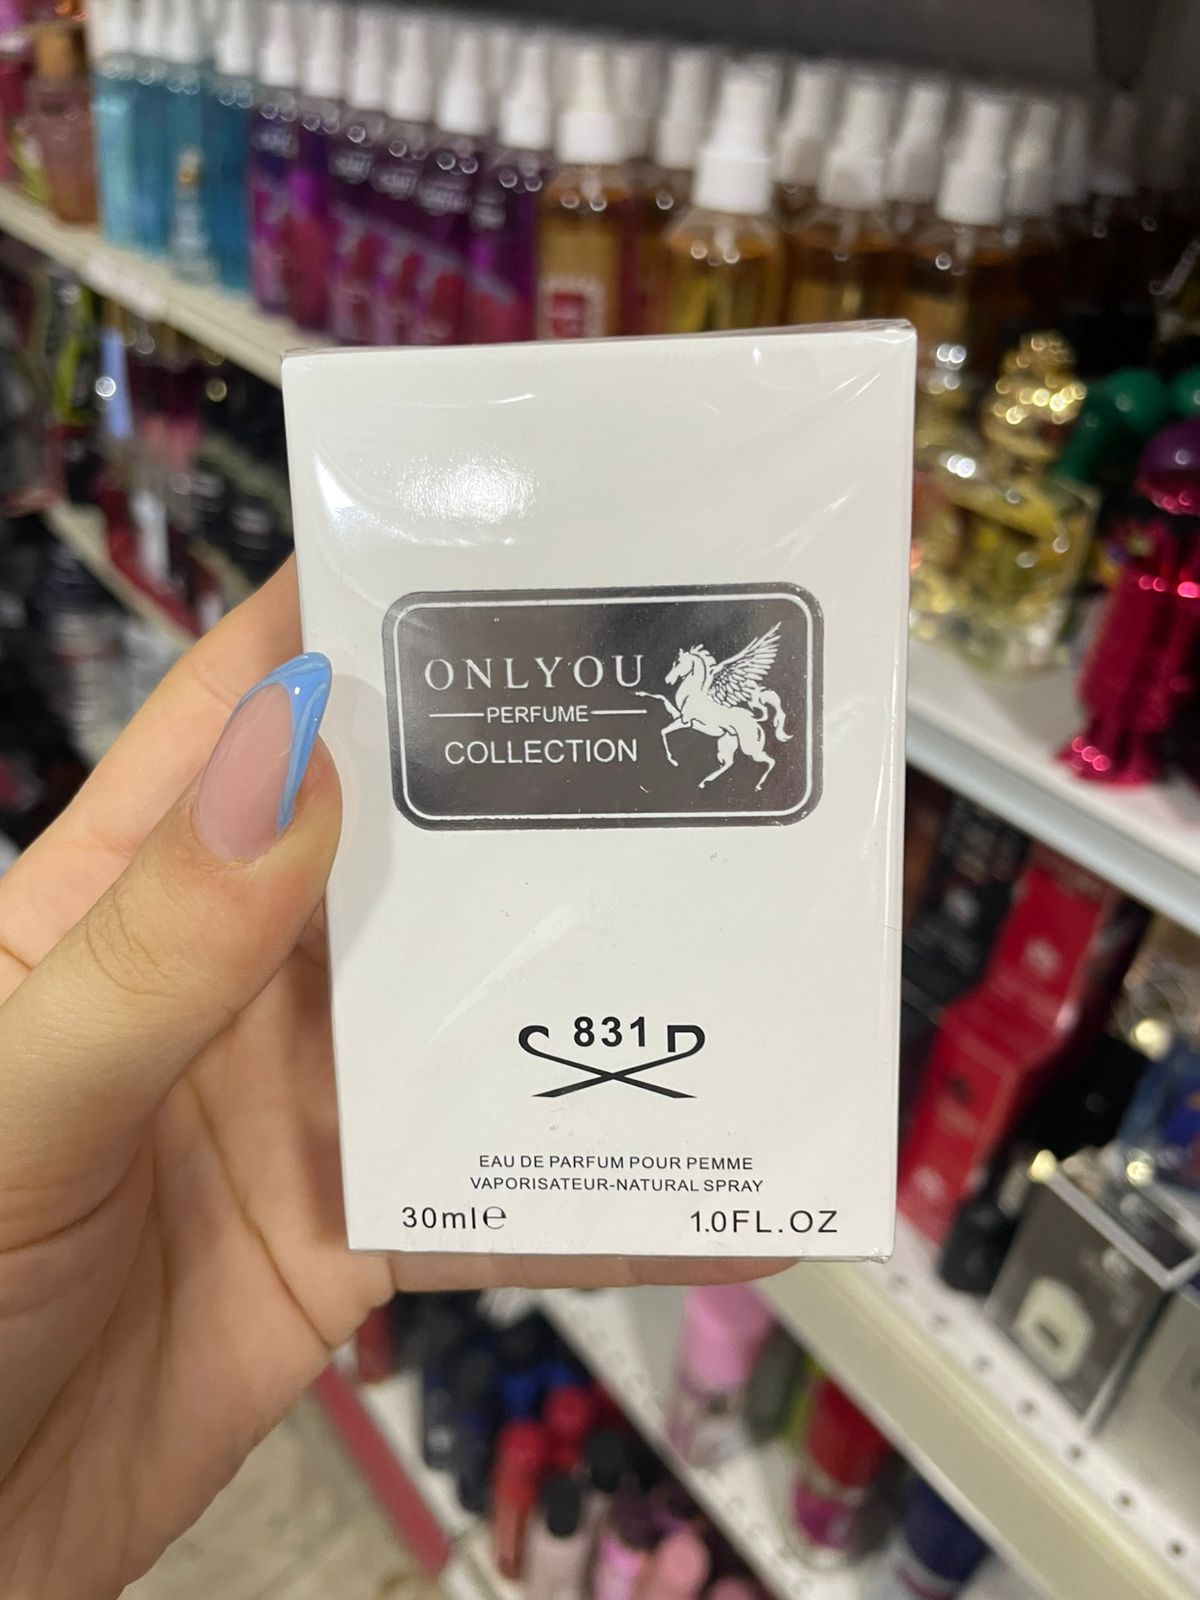 ONLYOU
PERFUME
COLLECTION
831
EAU DE PARFUM POUR PEMME
VAPORISATEUR-NATURAL SPRAY
30ml℮
1.0FL.OZ